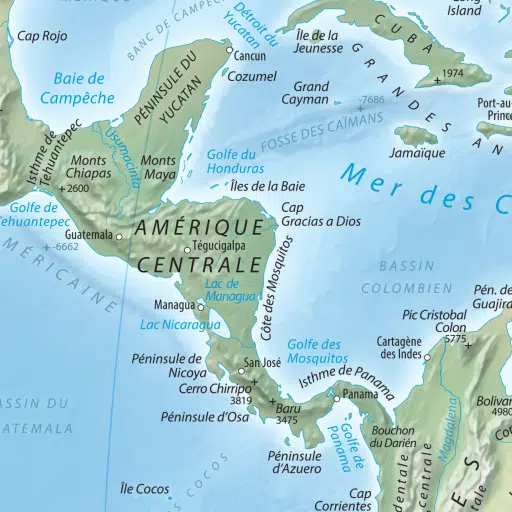 Cap Rojo
BANC DE CAMPÊCHE
Détroit du
Yucatan
Long
Island
Île de la
Jeunesse
CUBA
GRANDES AN
Cancun
Cozumel
1974
Baie de
Campêche
PÉNINSULE DU
YUCATAN
Grand
Cayman
-7686
FOSSE DES CAÏMANS
Port-au
Prince
Jamaïque
Isthme de
Tehuantepec
Usumacinta
Monts
Chiapas
+2600
Monts
Maya
Golfe du
Honduras
Îles de la Baie
Mer des C
Golfe de
Tehuantepec
Cap
Gracias a Dios
-6662
Guatemala
AMÉRIQUE
CENTRALE
Tégucigalpa
MÉRICAINE
Lac de
Managua
Côte des Mosquitos
BASSIN
COLOMBIEN
Pén. de
Guajira
Managua
Lac Nicaragua
Golfe des
Mosquitos
Pic Cristobal
Colon
5775
Cartagène
des Indes
Péninsule de
Nicoya
San José
Isthme de Panama
Cerro Chirripo
3819
Baru
3475
Panama
Golfe de
Panama
Péninsule d'Osa
ASSIN DU
UATEMALA
Bouchon
du Darién
Magdalena
Bolivar
4980
Péninsule
d'Azuero
COCOS
Île Cocos
Cap
Corrientes
dentale
centrale
ES